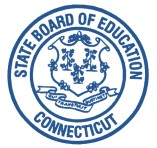 STATE BOARD OF EDUCATION
CONNECTICUT